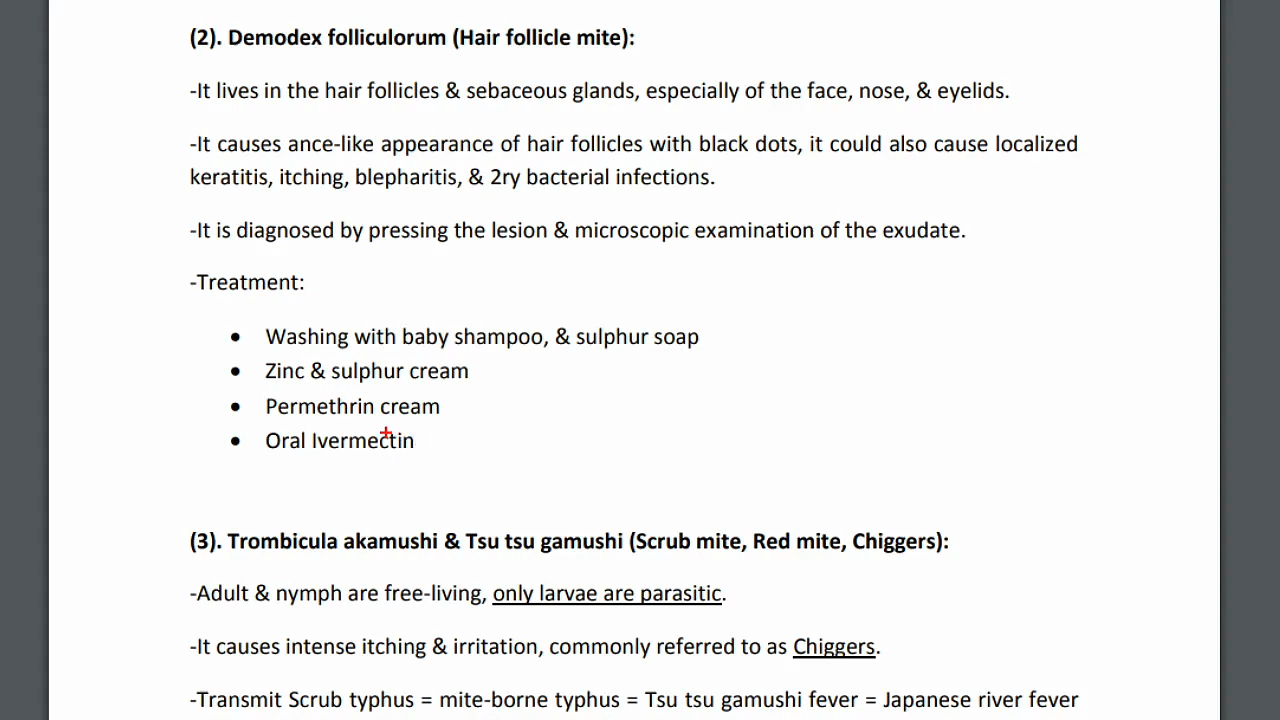 (2). Demodex folliculorum (Hair follicle mite):
-It lives in the hair follicles & sebaceous glands, especially of the face, nose, & eyelids.
-It causes ance-like appearance of hair follicles with black dots, it could also cause localized
keratitis, itching, blepharitis, & 2ry bacterial infections.
-It is diagnosed by pressing the lesion & microscopic examination of the exudate.
-Treatment:
• Washing with baby shampoo, & sulphur soap
• Zinc & sulphur cream
• Permethrin cream
• Oral Ivermectin
(3). Trombicula akamushi & Tsu tsu gamushi (Scrub mite, Red mite, Chiggers):
-Adult & nymph are free-living, only larvae are parasitic.
-It causes intense itching & irritation, commonly referred to as Chiggers.
-Transmit Scrub typhus = mite-borne typhus = Tsu tsu gamushi fever = Japanese river fever